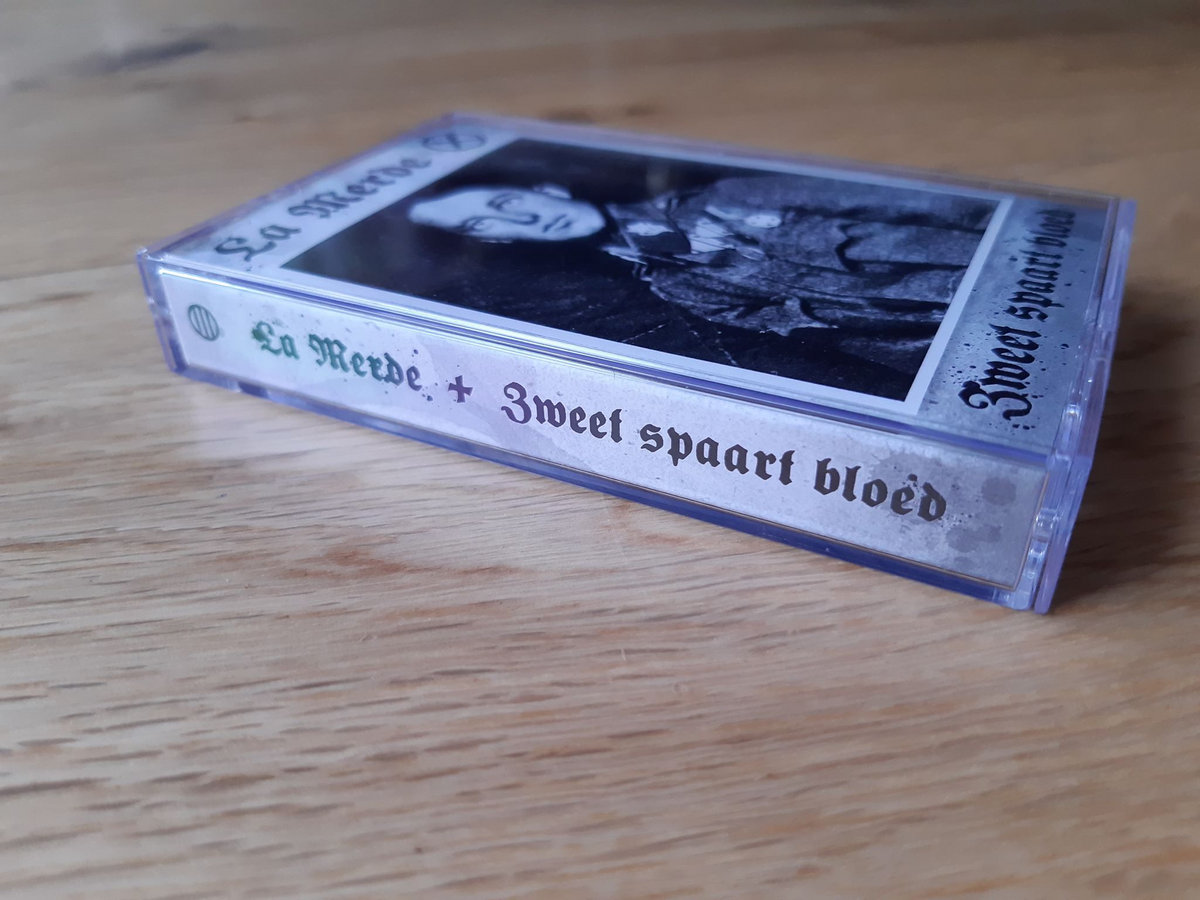 La Merde
Zweet spaart bloed
La Merde + Zweet spaart bloed